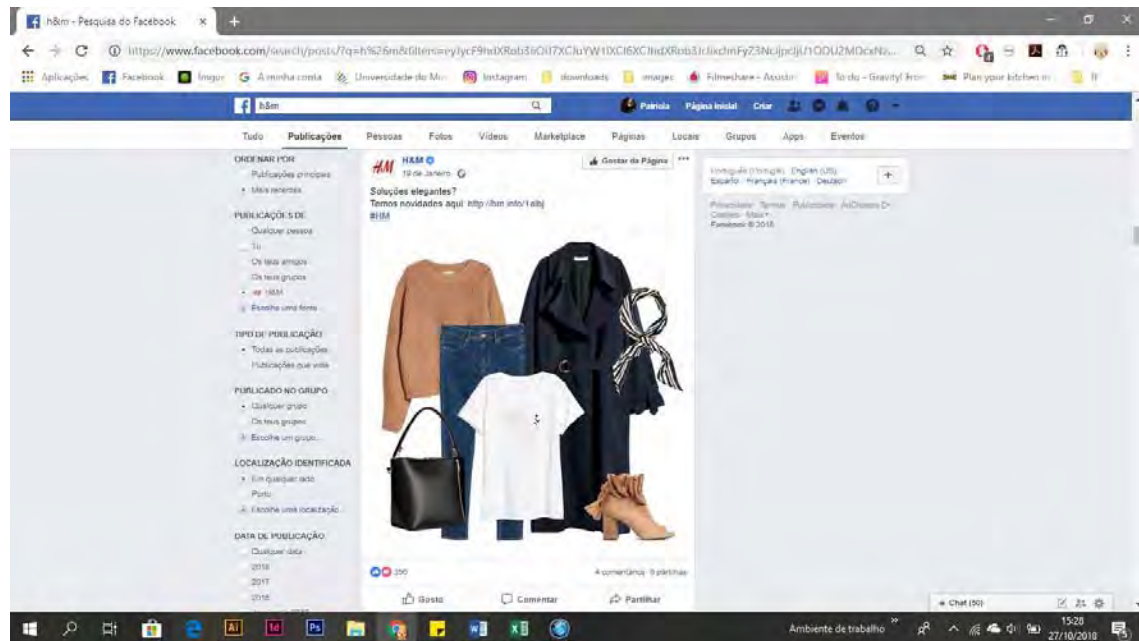 h&m - Pesquisa do Facebook
Aplicações Facebook Imgur A minha conta Instagram downloads images
h&m
Patrícia Página Inicial Criar
Tudo Publicações Pessoas Fotos Vídeos Marketplace Páginas Locais Grupos Apps Eventos
ORDENAR POR
Publicações principais
Mais recentes
PUBLICAÇÕES DE
Qualquer pessoa
Tu
Os teus amigos
Os teus grupos
H&M
Escolhe uma fonte...
TIPO DE PUBLICAÇÃO
Todas as publicações
Publicações que viste
PUBLICADO NO GRUPO
Qualquer grupo
Os teus grupos
Escolhe um grupo...
LOCALIZAÇÃO IDENTIFICADA
Em qualquer lado
Porto
Escolhe uma localização...
DATA DE PUBLICAÇÃO
Qualquer data
2018
2017
2016
H&M H&M
19 de Janeiro
Gostar da Página
Soluções elegantes?
Temos novidades aqui:
#HM
4 comentários 9 partilhas
Gosto Comentar Partilhar
Português (Portugal) English (US)
Español Français (France) Deutsch
Privacidade Termos Publicidade
Cookies Mais
Facebook © 2018
Chat (50)
Ai Id Ps
Ambiente de trabalho
15:28
27/10/2018